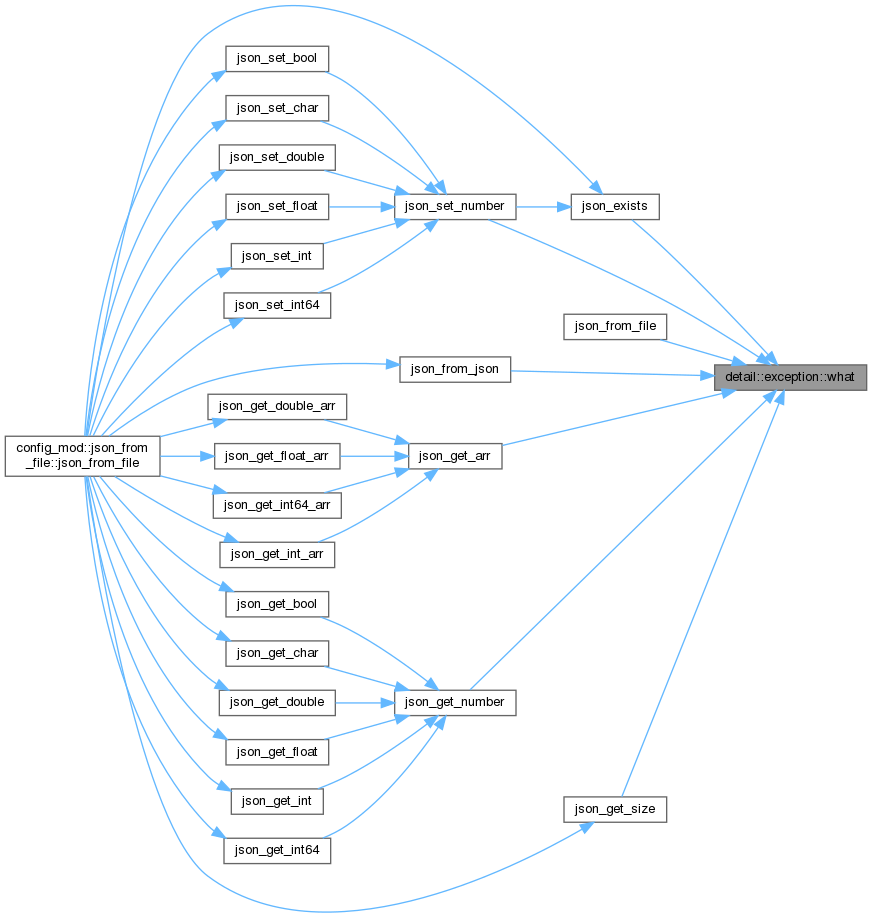 json_set_bool
json_set_char
json_set_double
json_set_float
json_set_number
json_exists
json_set_int
json_set_int64
json_from_file
json_from_json
detail::exception::what
json_get_double_arr
config_mod::json_from
_file::json_from_file
json_get_float_arr
json_get_arr
json_get_int64_arr
json_get_int_arr
json_get_bool
json_get_char
json_get_double
json_get_number
json_get_float
json_get_int
json_get_size
json_get_int64